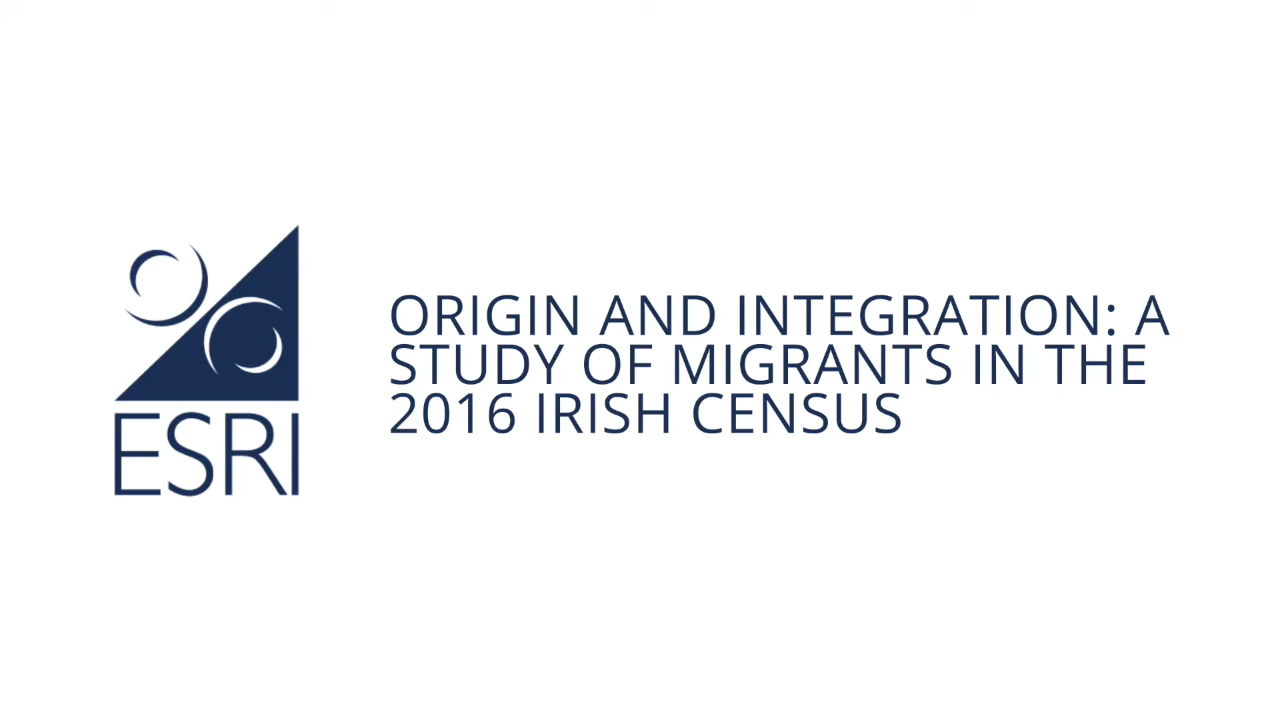 ESRI
ORIGIN AND INTEGRATION: A
STUDY OF MIGRANTS IN THE
2016 IRISH CENSUS